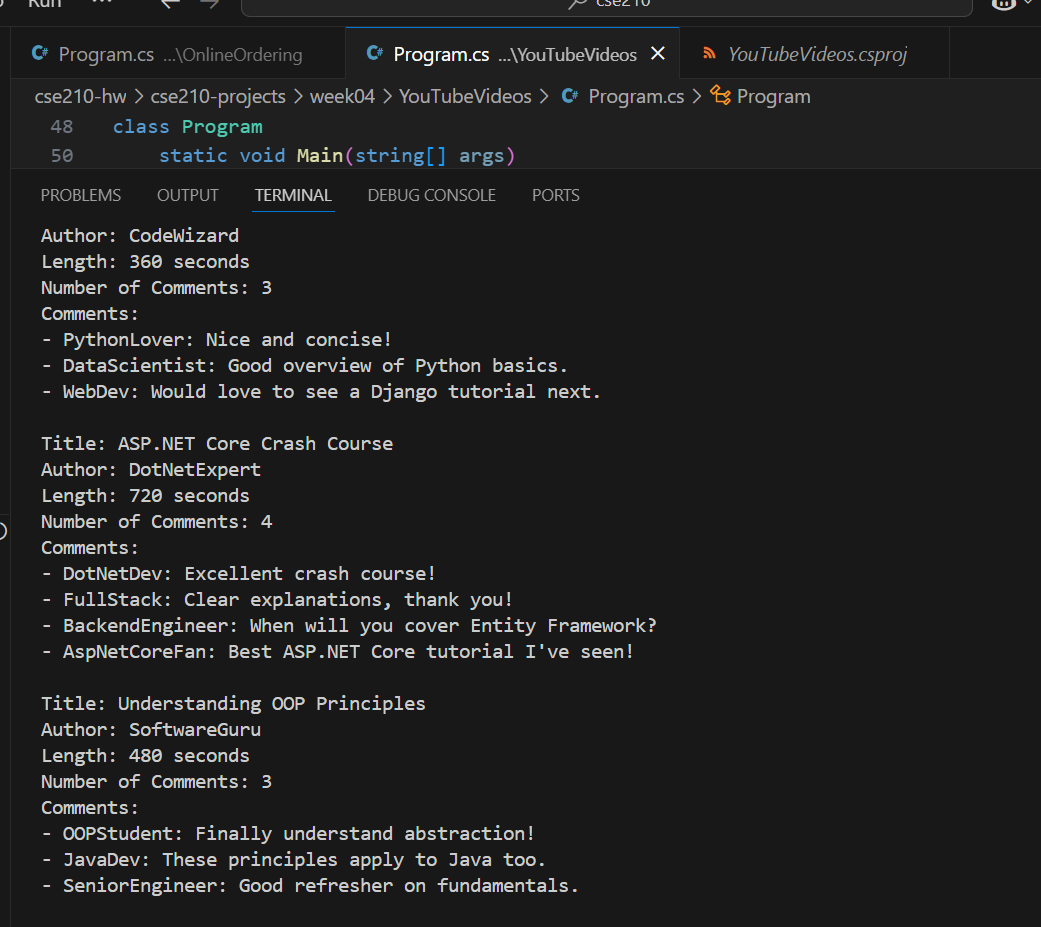 Run ... cse210
Program.cs ...\OnlineOrdering Program.cs ...\YouTubeVideos YouTubeVideos.csproj
cse210-hw > cse210-projects > week04 > YouTubeVideos > Program.cs > Program
48 class Program
50 static void Main(string[] args)
PROBLEMS OUTPUT TERMINAL DEBUG CONSOLE PORTS
Author: CodeWizard
Length: 360 seconds
Number of Comments: 3
Comments:
- PythonLover: Nice and concise!
- DataScientist: Good overview of Python basics.
- WebDev: Would love to see a Django tutorial next.
Title: ASP.NET Core Crash Course
Author: DotNetExpert
Length: 720 seconds
Number of Comments: 4
Comments:
- DotNetDev: Excellent crash course!
- FullStack: Clear explanations, thank you!
- BackendEngineer: When will you cover Entity Framework?
- AspNetCoreFan: Best ASP.NET Core tutorial I've seen!
Title: Understanding OOP Principles
Author: SoftwareGuru
Length: 480 seconds
Number of Comments: 3
Comments:
- OOPStudent: Finally understand abstraction!
- JavaDev: These principles apply to Java too.
- SeniorEngineer: Good refresher on fundamentals.